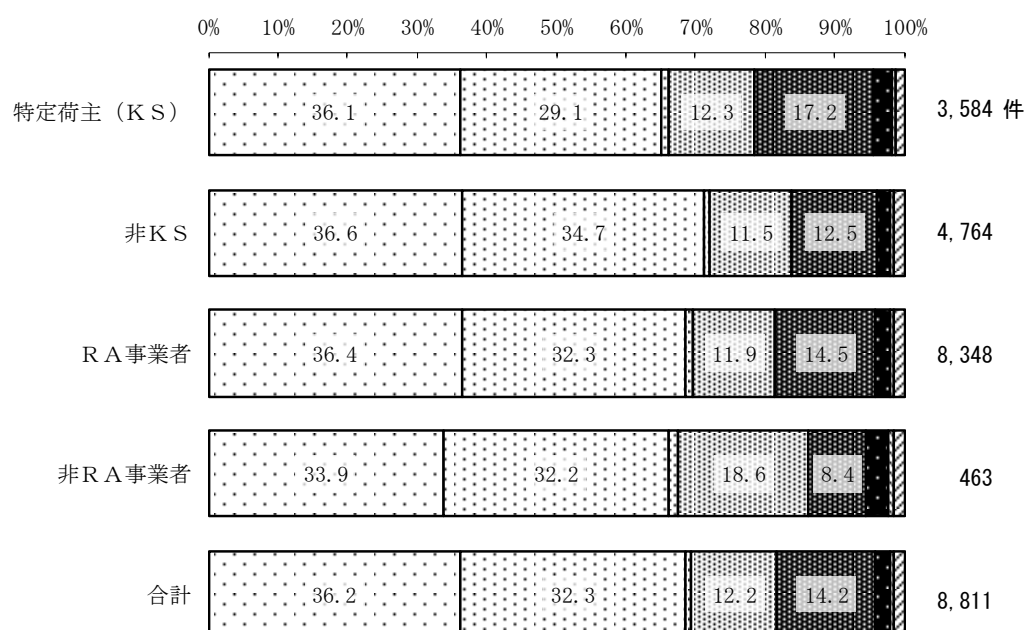 0% 10% 20% 30% 40% 50% 60% 70% 80% 90% 100%
特定荷主（ＫＳ） 36.1 29.1 12.3 17.2 3,584 件
非ＫＳ 36.6 34.7 11.5 12.5 4,764
ＲＡ事業者 36.4 32.3 11.9 14.5 8,348
非ＲＡ事業者 33.9 32.2 18.6 8.4 463
合計 36.2 32.3 12.2 14.2 8,811